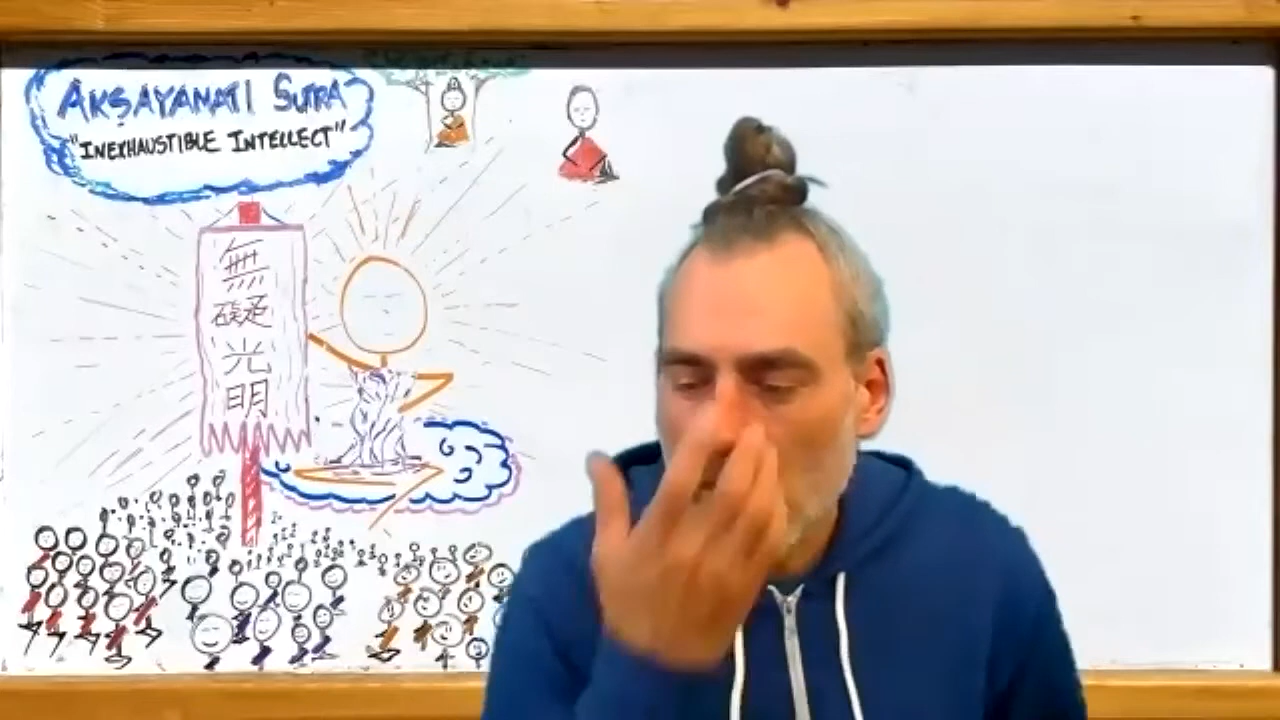 AKṢAYAMATI SUTRA
"INEXHAUSTIBLE INTELLECT"
無
礙
光
明